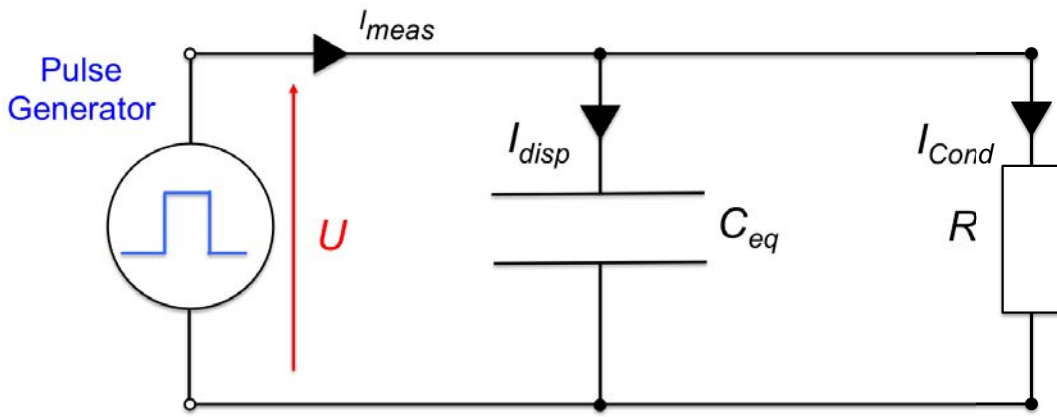 I_meas
Pulse
Generator
I_disp
I_Cond
U
C_eq
R